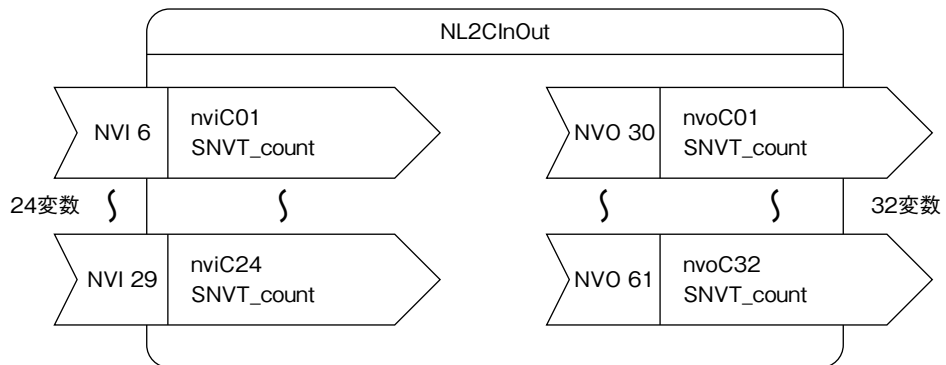 NL2CInOut
NVI 6
nviC01
SNVT_count
NVO 30
nvoC01
SNVT_count
24変数
32変数
NVI 29
nviC24
SNVT_count
NVO 61
nvoC32
SNVT_count